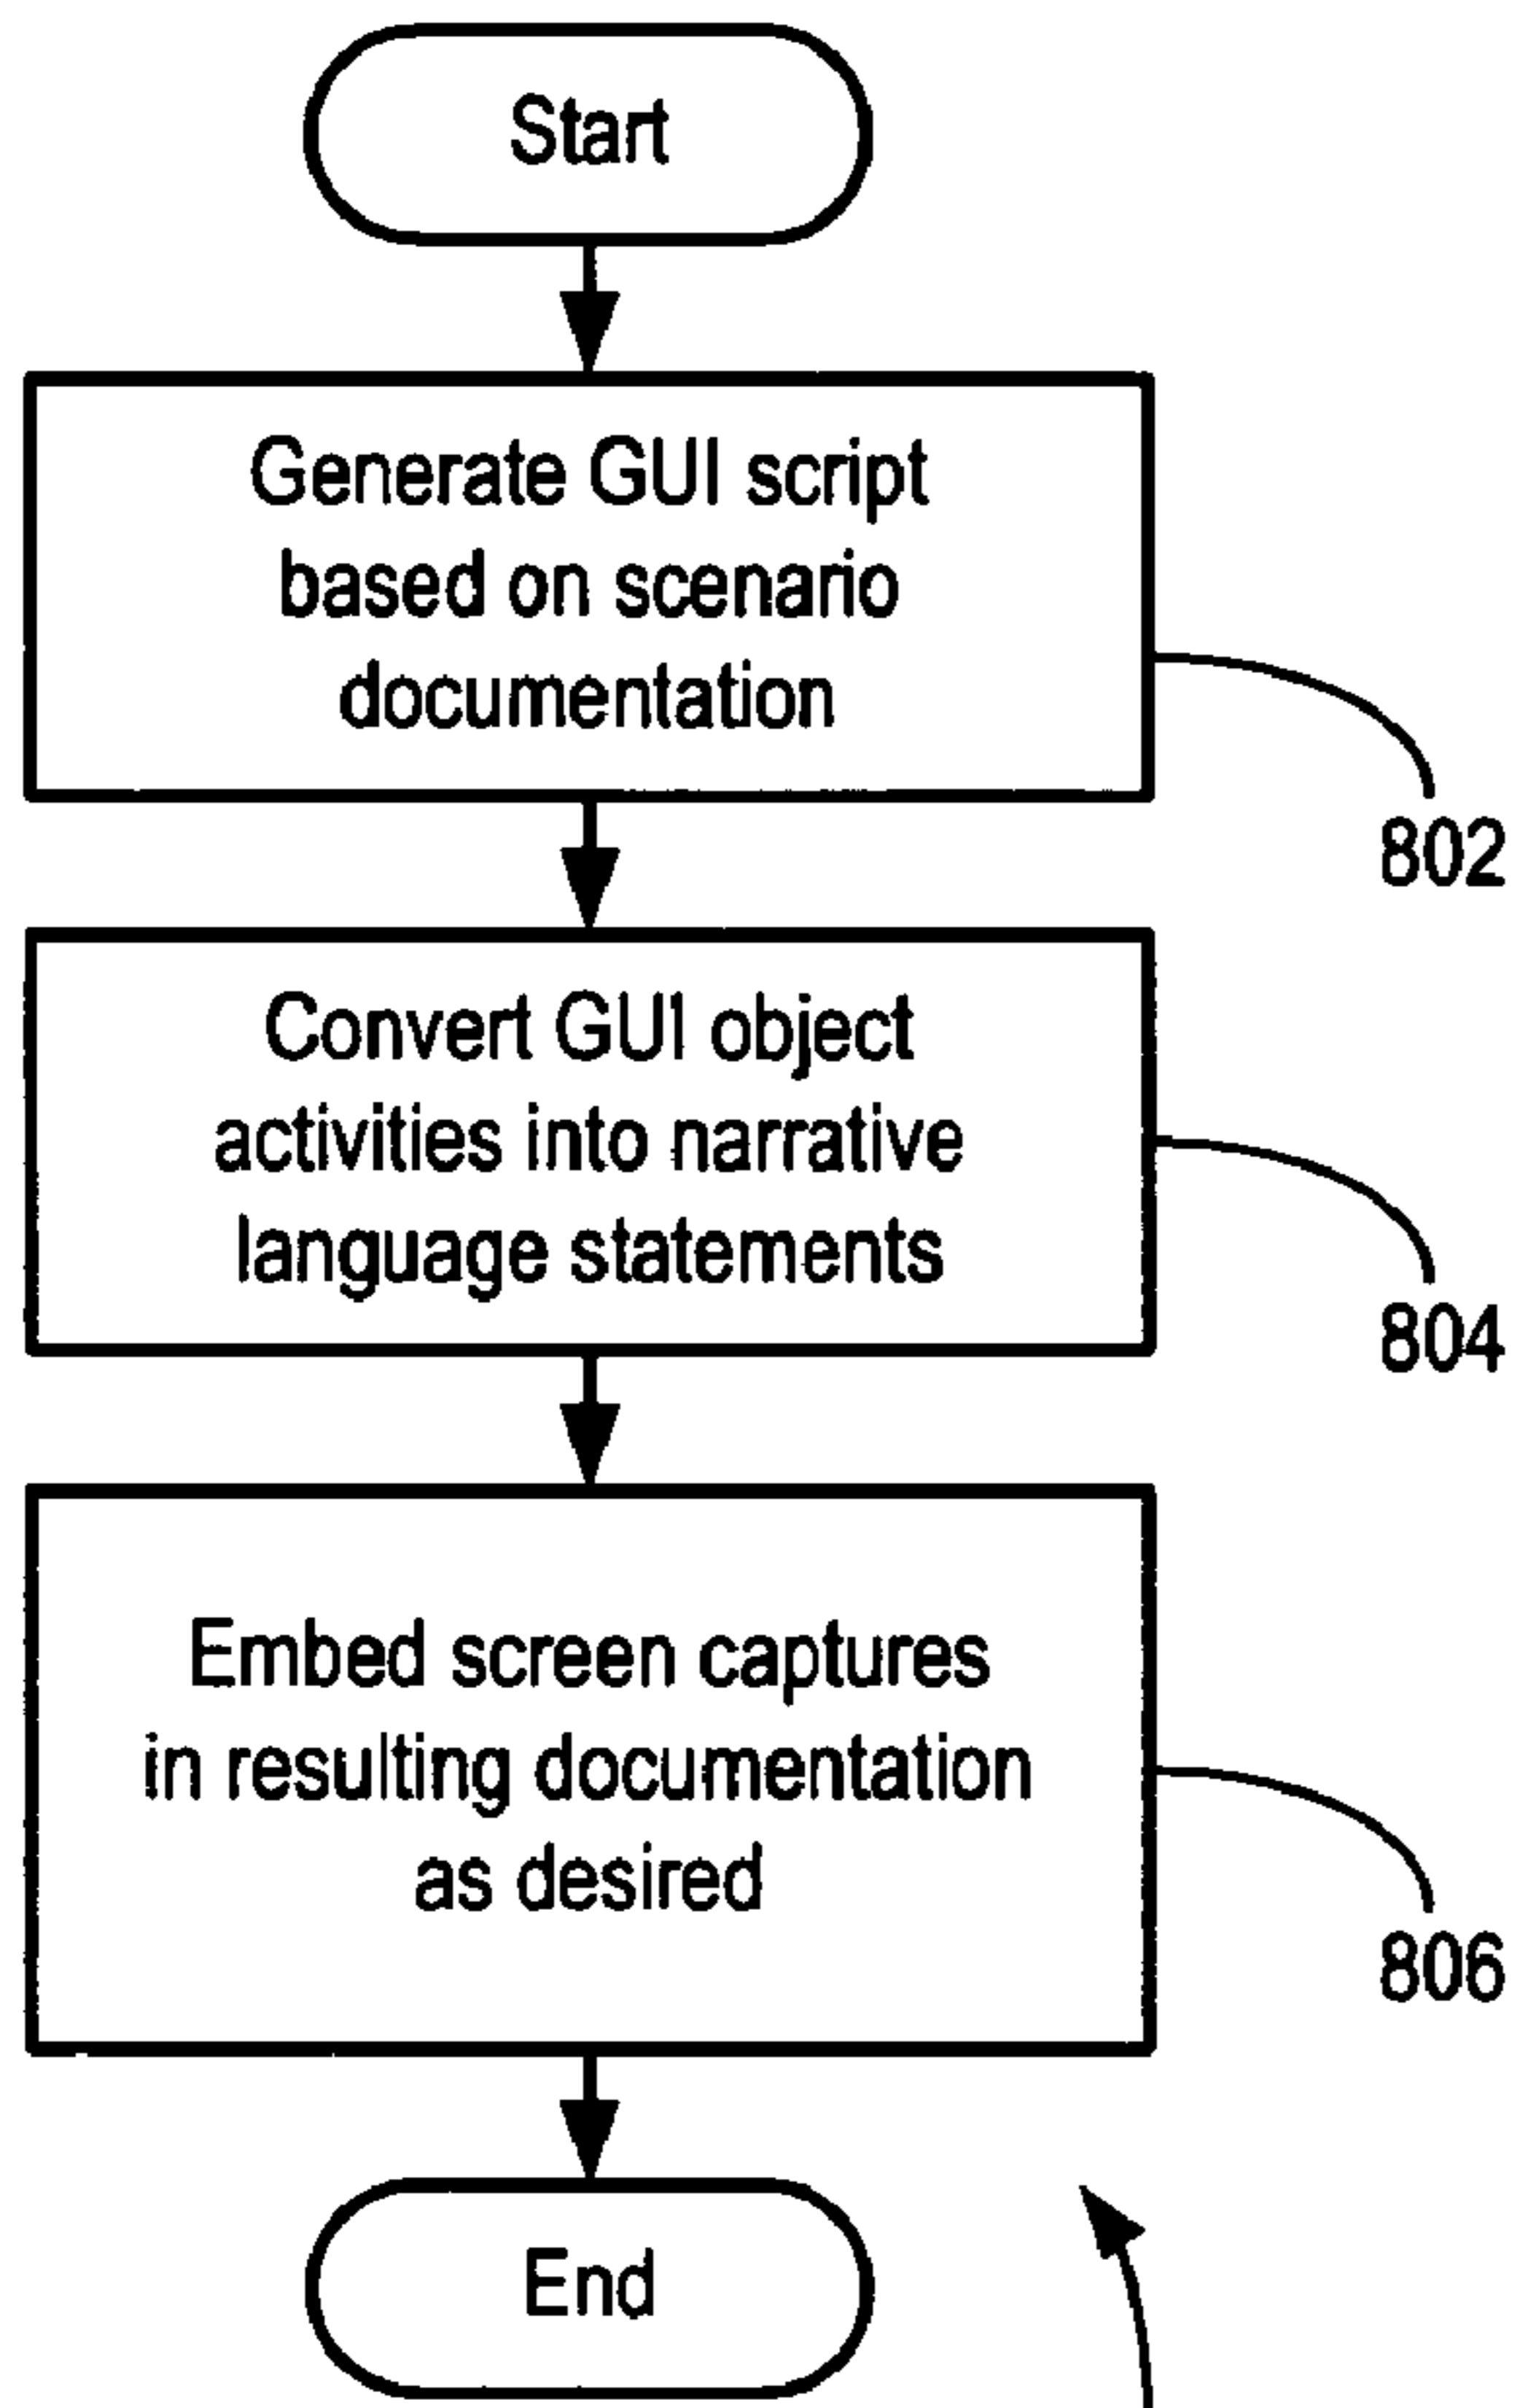 Start
Generate GUI script
based on scenario
documentation
802
Convert GUI object
activities into narrative
language statements
804
Embed screen captures
in resulting documentation
as desired
806
End